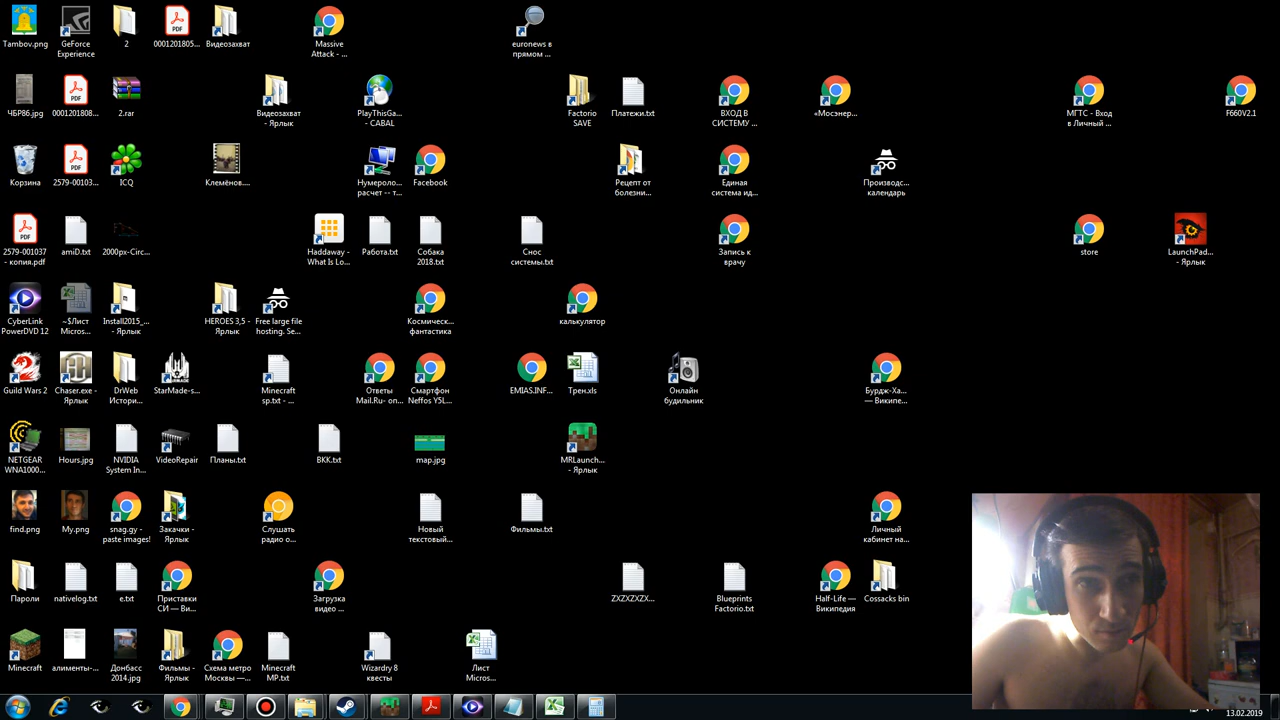 Tambov.png
GeForce
Experience
2
0001201805...
Видеозахват
Massive
Attack - ...
euronews в
прямом ...
ЧБР86.jpg
0001201808...
2.rar
Видеозахват
- Ярлык
PlayThisGa...
- CABAL
Factorio
SAVE
Платежи.txt
ВХОД В
СИСТЕМУ ...
«Мосэнер...
МГТС - Вход
в Личный ...
F660V2.1
Корзина
2579-00103...
ICQ
Клемёнов....
Нумероло...
расчет -- т...
Facebook
Рецепт от
болезни...
Единая
система ид...
Производс...
календарь
2579-001037
- копия.pdf
amiD.txt
2000px-Circ...
Haddaway -
What Is Lo...
Работа.txt
Собака
2018.txt
Снос
системы.txt
Запись к
врачу
store
LaunchPad...
- Ярлык
CyberLink
PowerDVD 12
~$Лист
Micros...
Install2015_...
- Ярлык
HEROES 3,5 -
Ярлык
Free large file
hosting. Se...
Космическ...
фантастика
калькулятор
Guild Wars 2
Chaser.exe -
Ярлык
DrWeb
Истори...
StarMade-s...
Minecraft
sp.txt - ...
Ответы
Mail.Ru- on...
Смартфон
Neffos Y5L...
EMIAS.INF...
Трен.xls
Онлайн
будильник
Бурдж-Ха...
— Википе...
NETGEAR
WNA1000...
Hours.jpg
NVIDIA
System In...
VideoRepair
Планы.txt
ВКК.txt
map.jpg
MRLaunch...
- Ярлык
find.png
My.png
snag.gy -
paste images!
Закачки -
Ярлык
Слушать
радио о...
Новый
текстовый...
Фильмы.txt
Личный
кабинет на...
Пароли
nativelog.txt
e.txt
Приставки
СИ — Ви...
Загрузка
видео ...
ZXZXZXZX...
Blueprints
Factorio.txt
Half-Life —
Википедия
Cossacks bin
Minecraft
алименты-...
Донбасс
2014.jpg
Фильмы -
Ярлык
Схема метро
Москвы —...
Minecraft
MP.txt
Wizardry 8
квесты
Лист
Micros...
13.02.2019